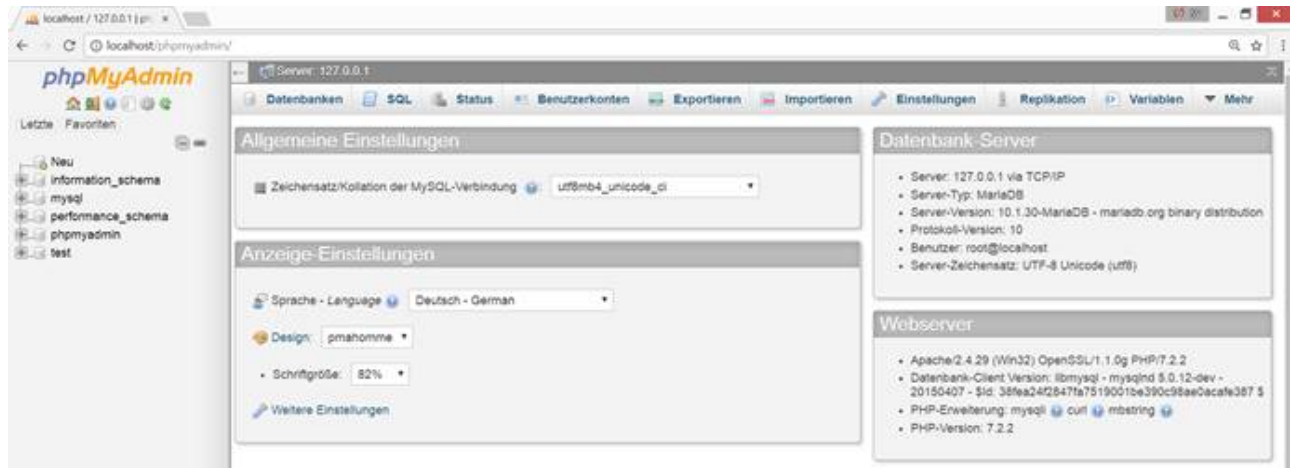 localhost / 127.0.0.1 |
localhost/phpmyadmin/
phpMyAdmin
Letzte Favoriten
Neu
information_schema
mysql
performance_schema
phpmyadmin
test
Server: 127.0.0.1
Datenbanken SQL Status Benutzerkonten Exportieren Importieren Einstellungen Replikation Variablen Mehr
Allgemeine Einstellungen
Zeichensatz/Kollation der MySQL-Verbindung : utf8mb4_unicode_ci
Anzeige-Einstellungen
Sprache - Language Deutsch - German
Design: pmahomme
Schriftgröße: 82%
Weitere Einstellungen
Datenbank-Server
Server: 127.0.0.1 via TCP/IP
Server-Typ: MariaDB
Server-Version: 10.1.30-MariaDB - mariadb.org binary distribution
Protokoll-Version: 10
Benutzer: root@localhost
Server-Zeichensatz: UTF-8 Unicode (utf8)
Webserver
Apache/2.4.29 (Win32) OpenSSL/1.1.0g PHP/7.2.2
Datenbank-Client Version: libmysql - mysqlnd 5.0.12-dev -
20150407 - $Id: 38fea24f2847fa7519001be390c98ae0acafe387 $
PHP-Erweiterung: mysqli curl mbstring
PHP-Version: 7.2.2